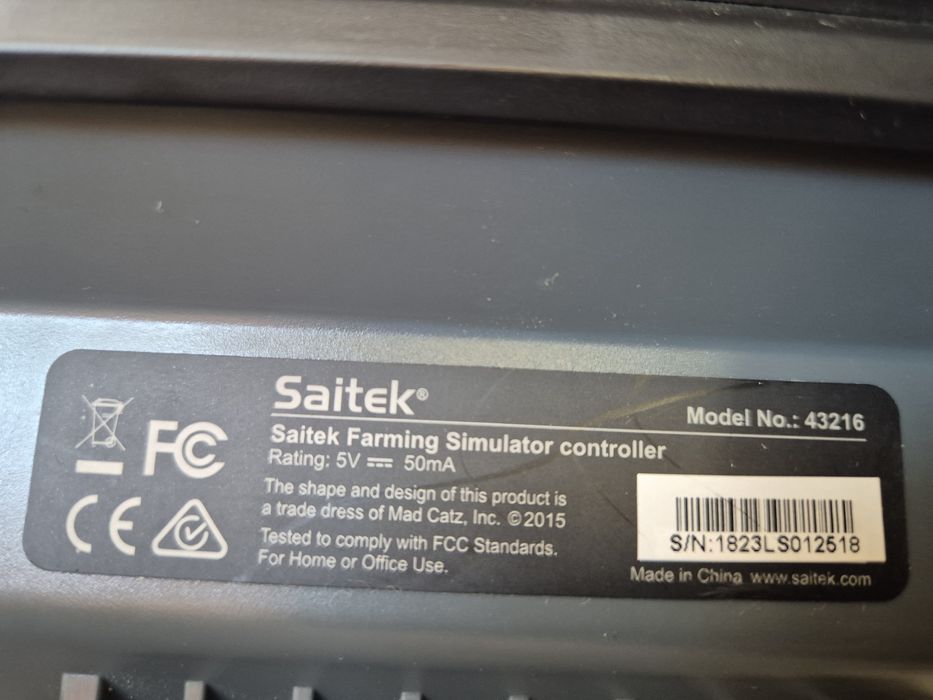 Saitek®
Model No.: 43216
Saitek Farming Simulator controller
Rating: 5V ⎓ 50mA
The shape and design of this product is
a trade dress of Mad Catz, Inc. ©2015
Tested to comply with FCC Standards.
For Home or Office Use.
FC
CE
S/N:1823LS012518
Made in China www.saitek.com